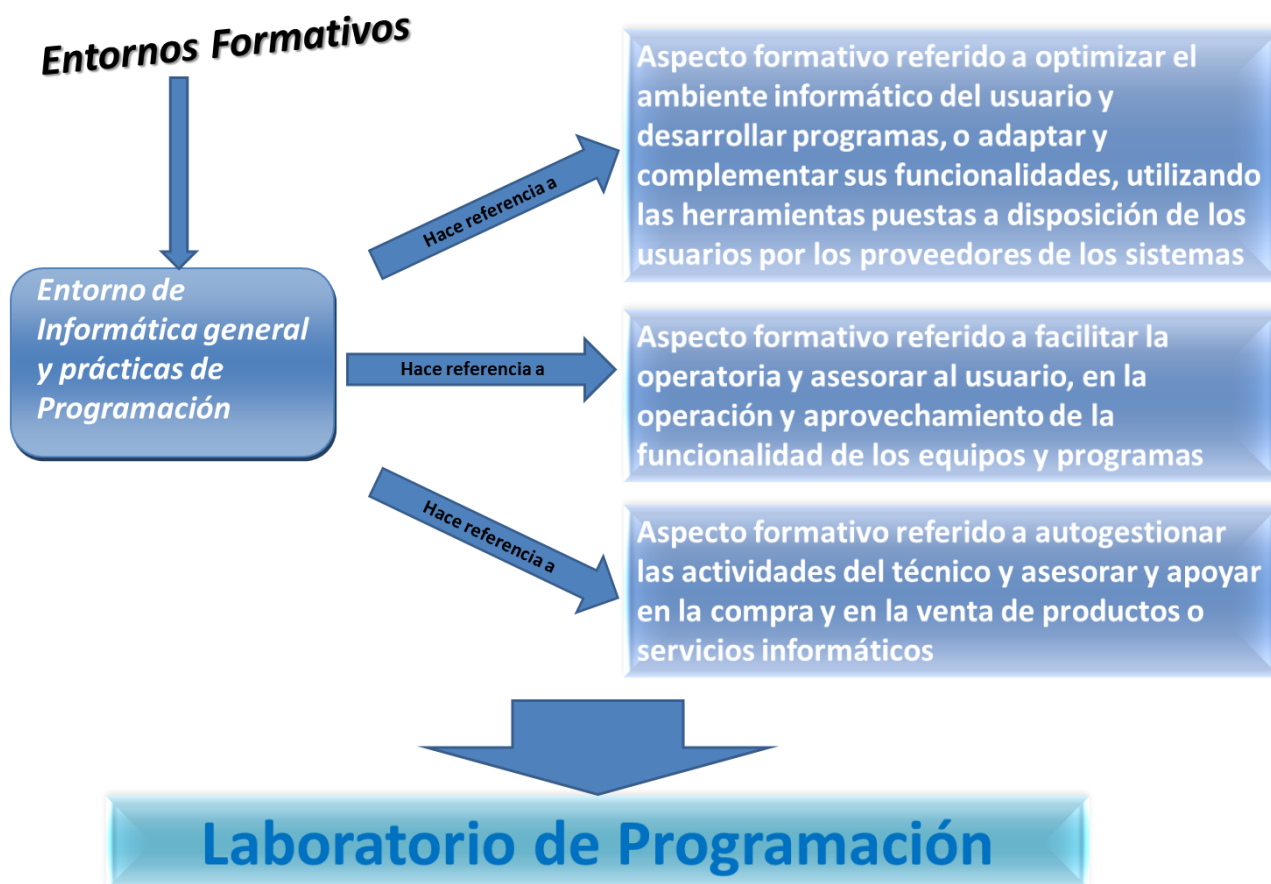 Entornos Formativos
Entorno de
Informática general
y prácticas de
Programación
Hace referencia a
Aspecto formativo referido a optimizar el
ambiente informático del usuario y
desarrollar programas, o adaptar y
complementar sus funcionalidades, utilizando
las herramientas puestas a disposición de los
usuarios por los proveedores de los sistemas
Hace referencia a
Aspecto formativo referido a facilitar la
operatoria y asesorar al usuario, en la
operación y aprovechamiento de la
funcionalidad de los equipos y programas
Hace referencia a
Aspecto formativo referido a autogestionar
las actividades del técnico y asesorar y apoyar
en la compra y en la venta de productos o
servicios informáticos
Laboratorio de Programación